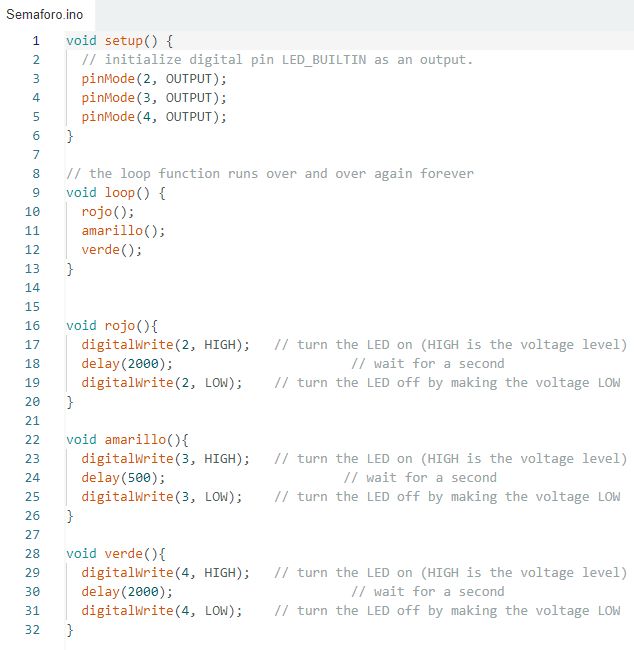 Semaforo.ino
1 void setup() {
2 // initialize digital pin LED_BUILTIN as an output.
3 pinMode(2, OUTPUT);
4 pinMode(3, OUTPUT);
5 pinMode(4, OUTPUT);
6 }
7
8 // the loop function runs over and over again forever
9 void loop() {
10 rojo();
11 amarillo();
12 verde();
13 }
14
15
16 void rojo(){
17 digitalWrite(2, HIGH); // turn the LED on (HIGH is the voltage level)
18 delay(2000); // wait for a second
19 digitalWrite(2, LOW); // turn the LED off by making the voltage LOW
20 }
21
22 void amarillo(){
23 digitalWrite(3, HIGH); // turn the LED on (HIGH is the voltage level)
24 delay(500); // wait for a second
25 digitalWrite(3, LOW); // turn the LED off by making the voltage LOW
26 }
27
28 void verde(){
29 digitalWrite(4, HIGH); // turn the LED on (HIGH is the voltage level)
30 delay(2000); // wait for a second
31 digitalWrite(4, LOW); // turn the LED off by making the voltage LOW
32 }